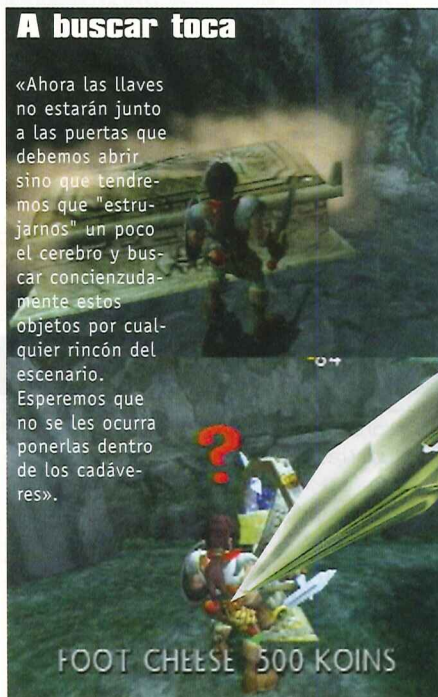 A buscar toca
«Ahora las llaves
no estarán junto
a las puertas que
debemos abrir
sino que tendre-
mos que "estru-
jarnos" un poco
el cerebro y bus-
car concienzuda-
mente estos
objetos por cual-
quier rincón del
escenario.
Esperemos que
no se les ocurra
ponerlas dentro
de los cadáve-
res».
?
FOOT CHEESE 500 KOINS